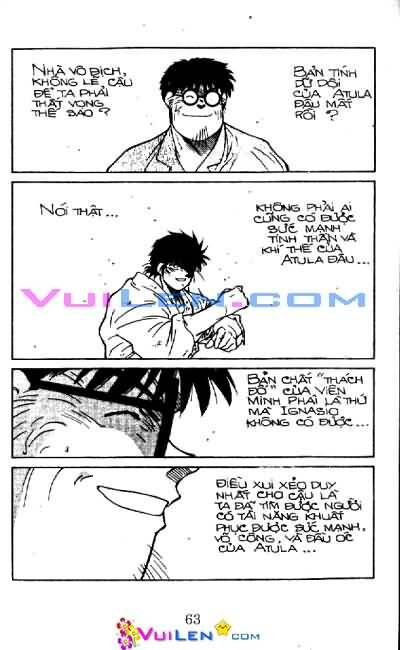 NHÀ VÔ ĐỊCH,
KHÔNG LẼ CẬU
ĐỂ TA PHẢI
THẤT VỌNG
THẾ SAO ?
BẢN TÍNH
DỮ DỘI
CỦA ATULA
ĐÂU MẤT
RỒI ?
NÓI THẬT ...
KHÔNG PHẢI AI
CŨNG CÓ ĐƯỢC
SỨC MẠNH
TINH THẦN VÀ
KHÍ THẾ CỦA
ATULA ĐÂU ...
VUILEN.COM
BẢN CHẤT "THÁCH
ĐỐ" CỦA VIÊN
MINH PHẢI LÀ THỨ
MÀ IGNASIO
KHÔNG CÓ ĐƯỢC ...
ĐIỀU XUI XẺO DUY
NHẤT CHO CẬU LÀ
TA ĐÃ TÌM ĐƯỢC NGƯỜI
CÓ TÀI NĂNG KHUẤT
PHỤC ĐƯỢC SỨC MẠNH,
VÕ CÔNG, VÀ ĐẦU ÓC
CỦA ATULA ...
63
VUILEN.COM